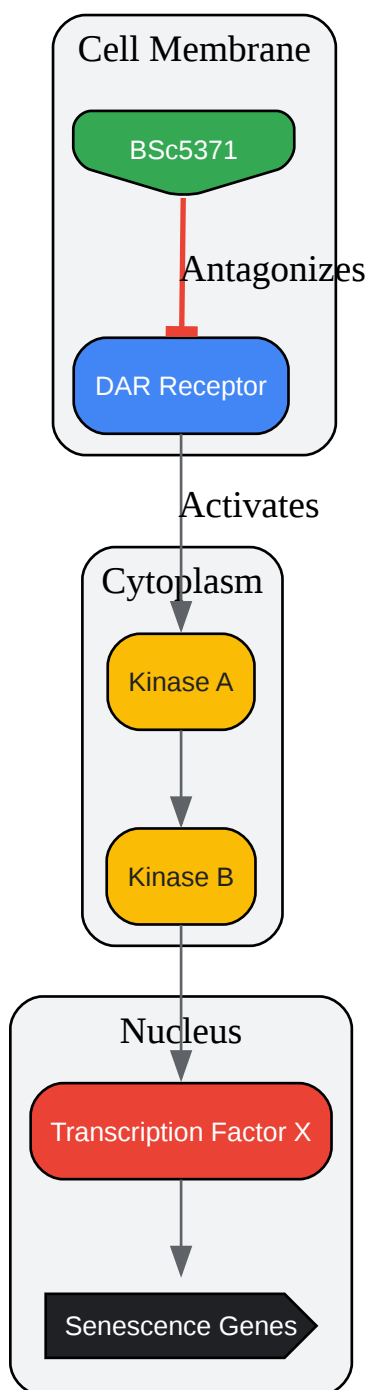 Cell Membrane
BSc5371
Antagonizes
DAR Receptor
Activates
Cytoplasm
Kinase A
Kinase B
Nucleus
Transcription Factor X
Senescence Genes